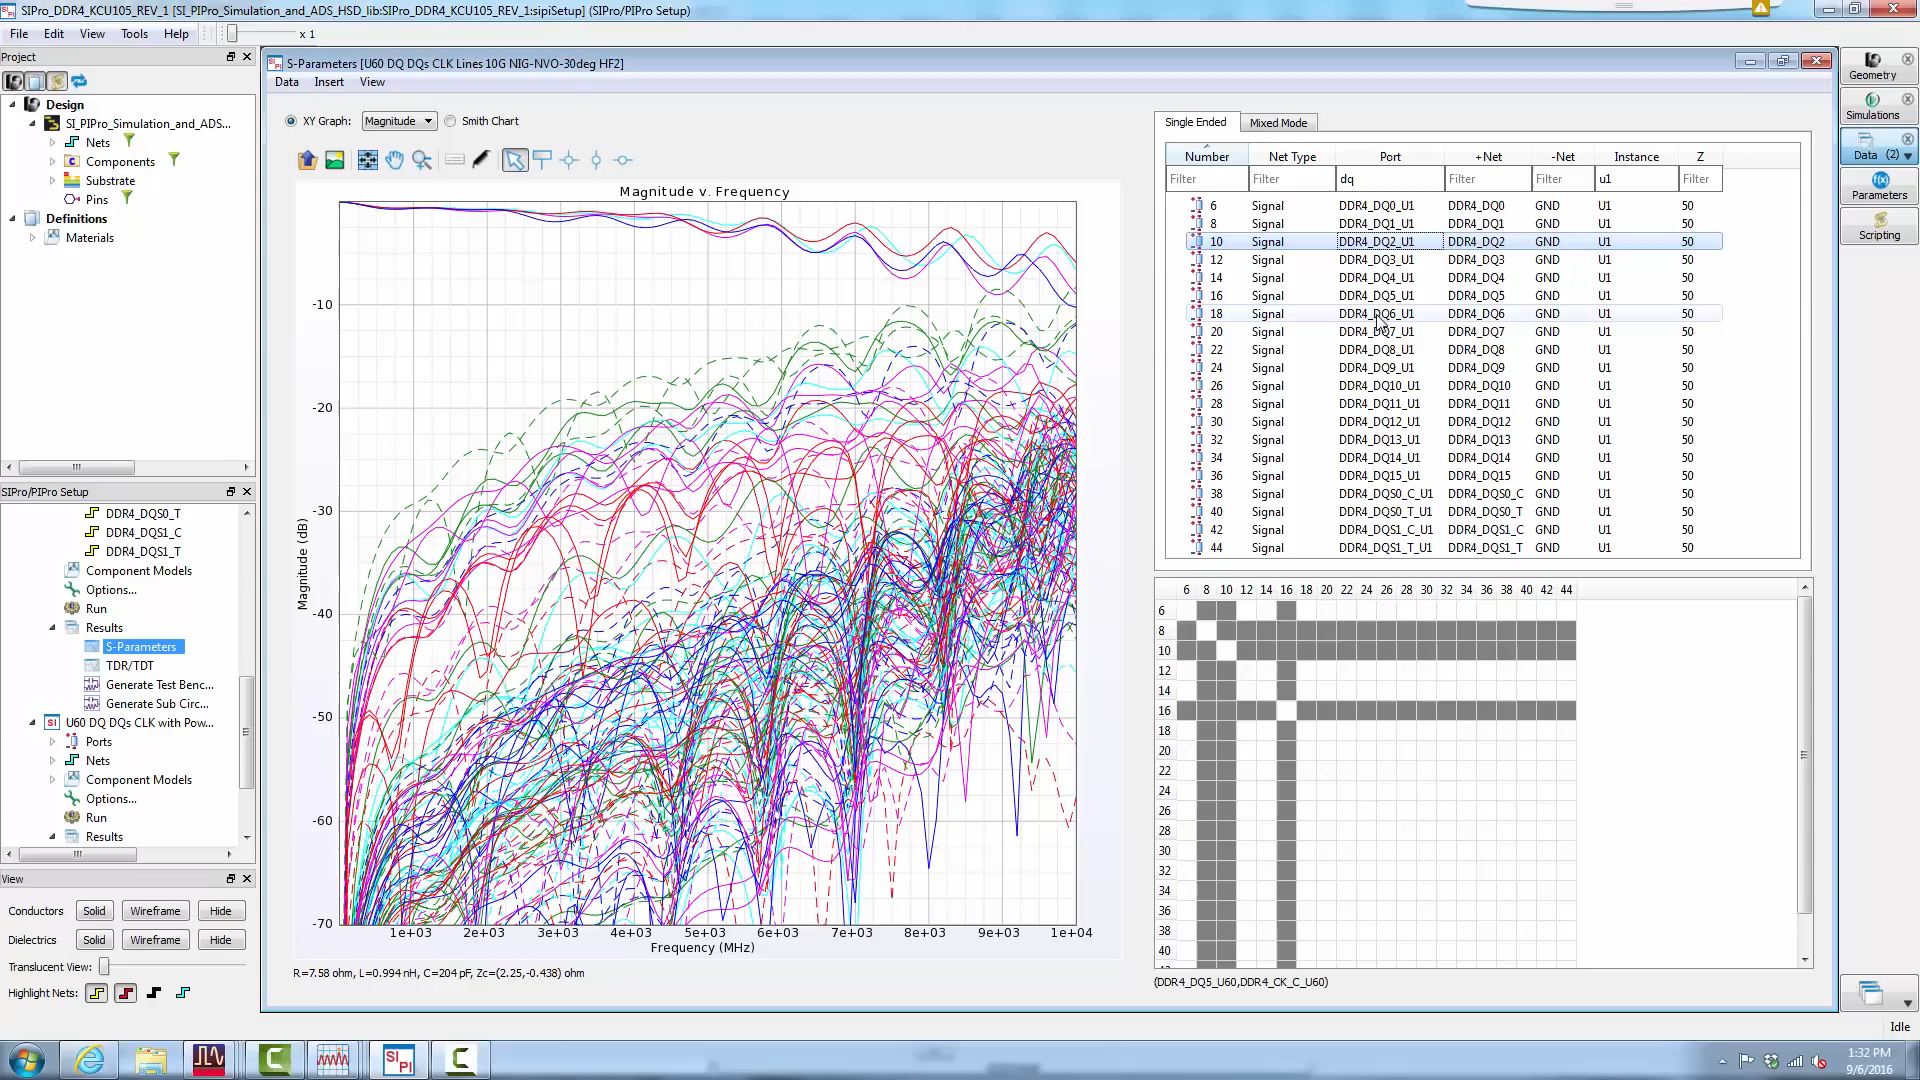 SIPro_DDR4_KCU105_REV_1 [SI_PIPro_Simulation_and_ADS_HSD_lib:SIPro_DDR4_KCU105_REV_1:sipiSetup] (SIPro/PIPro Setup)
File Edit View Tools Help x 1
Project
Design
SI_PIPro_Simulation_and_ADS...
Nets
Components
Substrate
Pins
Definitions
Materials
SIPro/PIPro Setup
DDR4_DQS0_T
DDR4_DQS1_C
DDR4_DQS1_T
Component Models
Options...
Run
Results
S-Parameters
TDR/TDT
Generate Test Benc...
Generate Sub Circ...
U60 DQ DQs CLK with Pow...
Ports
Nets
Component Models
Options...
Run
Results
View
Conductors Solid Wireframe Hide
Dielectrics Solid Wireframe Hide
Translucent View:
Highlight Nets:
S-Parameters [U60 DQ DQs CLK Lines 10G NIG-NVO-30deg HF2]
Data Insert View
XY Graph: Magnitude Smith Chart
Magnitude v. Frequency
Magnitude (dB)
-10
-20
-30
-40
-50
-60
-70
1e+03 2e+03 3e+03 4e+03 5e+03 6e+03 7e+03 8e+03 9e+03 1e+04
Frequency (MHz)
R=7.58 ohm, L=0.994 nH, C=204 pF, Zc=(2.25,-0.438) ohm
Single Ended Mixed Mode
Number Net Type Port +Net -Net Instance Z
Filter Filter dq Filter Filter u1 Filter
6 Signal DDR4_DQ0_U1 DDR4_DQ0 GND U1 50
8 Signal DDR4_DQ1_U1 DDR4_DQ1 GND U1 50
10 Signal DDR4_DQ2_U1 DDR4_DQ2 GND U1 50
12 Signal DDR4_DQ3_U1 DDR4_DQ3 GND U1 50
14 Signal DDR4_DQ4_U1 DDR4_DQ4 GND U1 50
16 Signal DDR4_DQ5_U1 DDR4_DQ5 GND U1 50
18 Signal DDR4_DQ6_U1 DDR4_DQ6 GND U1 50
20 Signal DDR4_DQ7_U1 DDR4_DQ7 GND U1 50
22 Signal DDR4_DQ8_U1 DDR4_DQ8 GND U1 50
24 Signal DDR4_DQ9_U1 DDR4_DQ9 GND U1 50
26 Signal DDR4_DQ10_U1 DDR4_DQ10 GND U1 50
28 Signal DDR4_DQ11_U1 DDR4_DQ11 GND U1 50
30 Signal DDR4_DQ12_U1 DDR4_DQ12 GND U1 50
32 Signal DDR4_DQ13_U1 DDR4_DQ13 GND U1 50
34 Signal DDR4_DQ14_U1 DDR4_DQ14 GND U1 50
36 Signal DDR4_DQ15_U1 DDR4_DQ15 GND U1 50
38 Signal DDR4_DQS0_C_U1 DDR4_DQS0_C GND U1 50
40 Signal DDR4_DQS0_T_U1 DDR4_DQS0_T GND U1 50
42 Signal DDR4_DQS1_C_U1 DDR4_DQS1_C GND U1 50
44 Signal DDR4_DQS1_T_U1 DDR4_DQS1_T GND U1 50
6 8 10 12 14 16 18 20 22 24 26 28 30 32 34 36 38 40 42 44
6
8
10
12
14
16
18
20
22
24
26
28
30
32
34
36
38
40
(DDR4_DQ5_U60,DDR4_CK_C_U60)
Geometry
Simulations
Data (2)
Parameters
Scripting
Idle
1:32 PM
9/6/2016